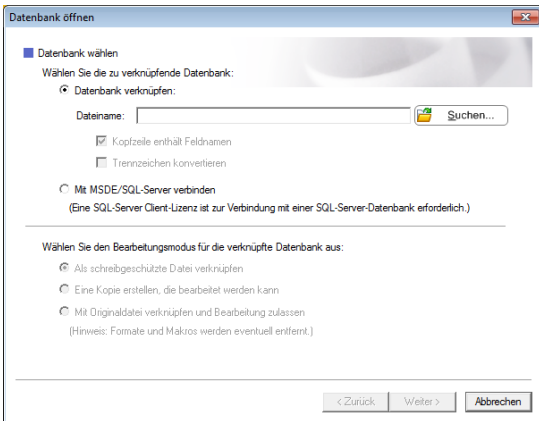 Datenbank öffnen
Datenbank wählen
Wählen Sie die zu verknüpfende Datenbank:
Datenbank verknüpfen:
Dateiname:
Suchen...
Kopfzeile enthält Feldnamen
Trennzeichen konvertieren
Mit MSDE/SQL-Server verbinden
(Eine SQL-Server Client-Lizenz ist zur Verbindung mit einer SQL-Server-Datenbank erforderlich.)
Wählen Sie den Bearbeitungsmodus für die verknüpfte Datenbank aus:
Als schreibgeschützte Datei verknüpfen
Eine Kopie erstellen, die bearbeitet werden kann
Mit Originaldatei verknüpfen und Bearbeitung zulassen
(Hinweis: Formate und Makros werden eventuell entfernt.)
< Zurück Weiter > Abbrechen